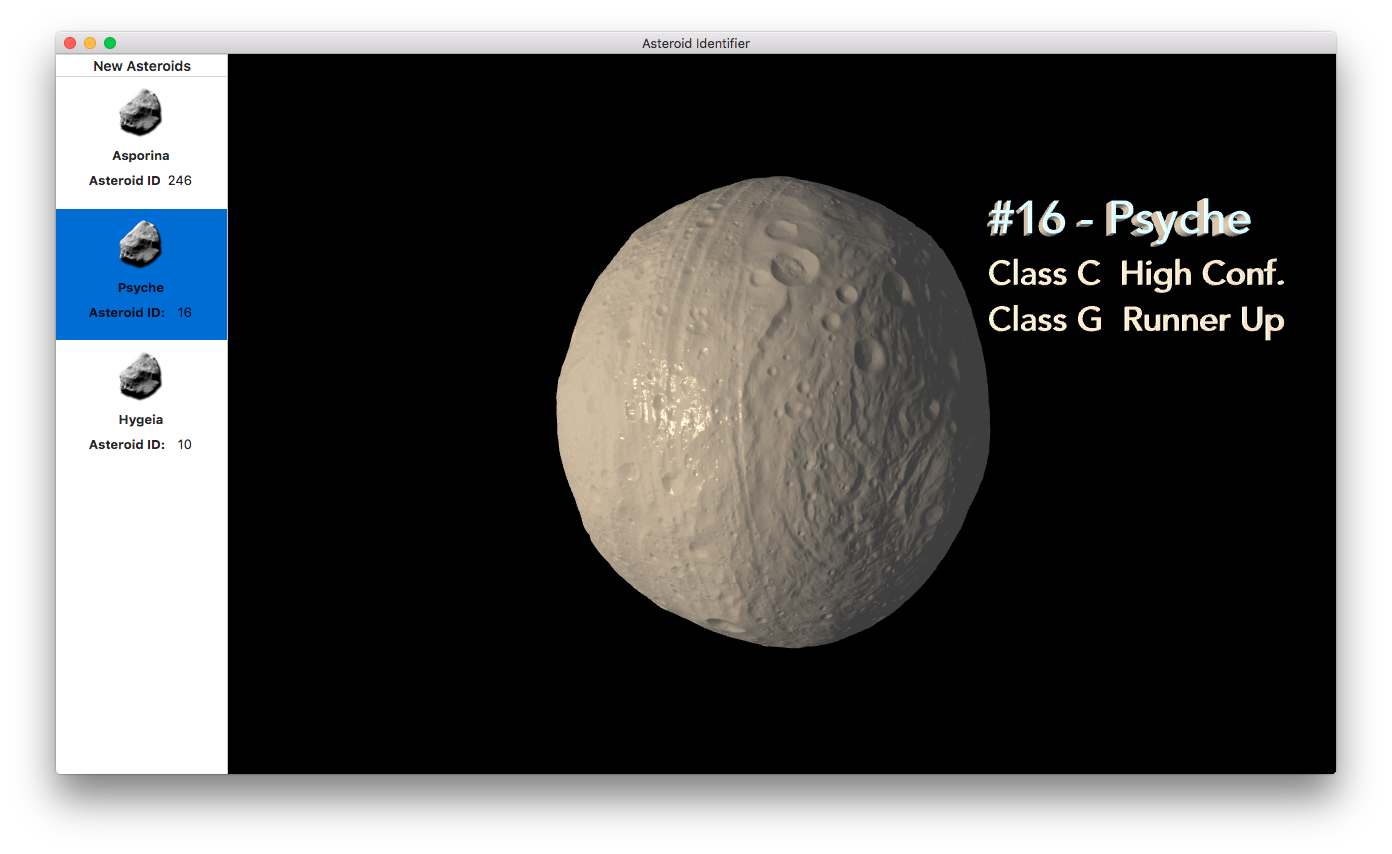 Asteroid Identifier
New Asteroids
Asporina
Asteroid ID 246
Psyche
Asteroid ID: 16
Hygeia
Asteroid ID: 10
#16 - Psyche
Class C High Conf.
Class G Runner Up